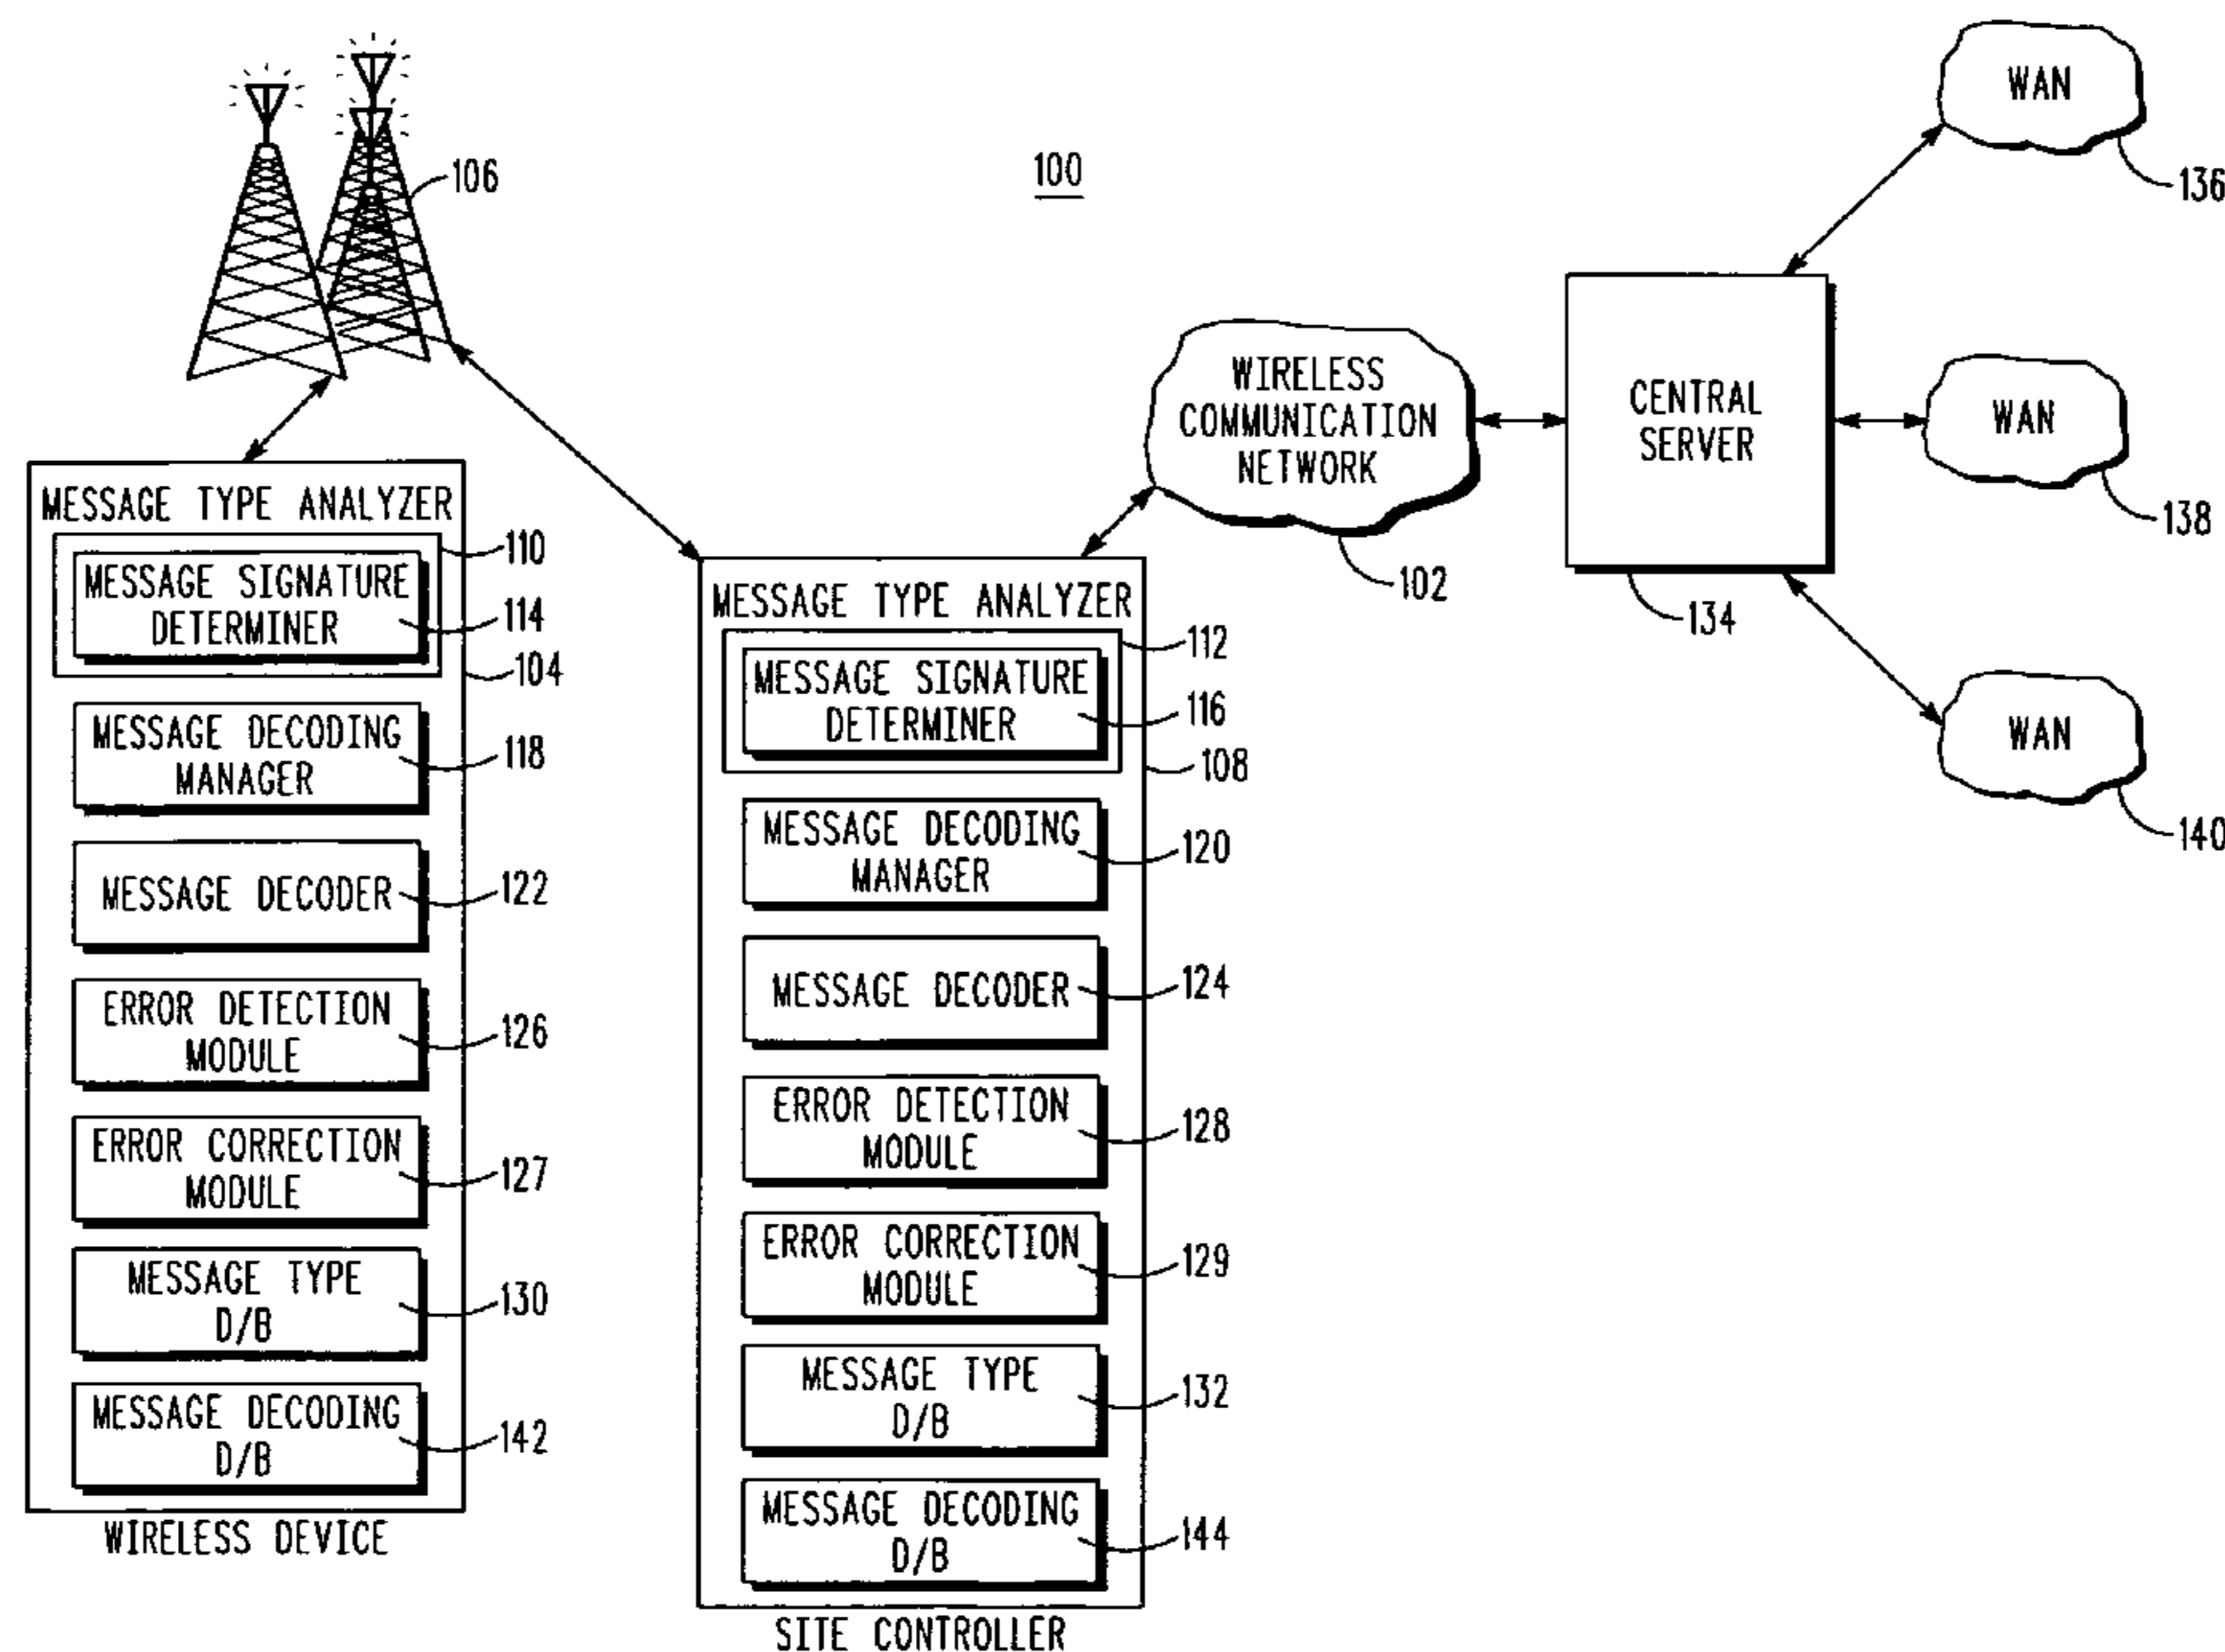 106
100
WAN
136
WIRELESS
COMMUNICATION
NETWORK
102
CENTRAL
SERVER
134
WAN
138
WAN
140
MESSAGE TYPE ANALYZER
110
MESSAGE SIGNATURE
DETERMINER
114
104
MESSAGE DECODING
MANAGER
118
MESSAGE DECODER
122
ERROR DETECTION
MODULE
126
ERROR CORRECTION
MODULE
127
MESSAGE TYPE
D/B
130
MESSAGE DECODING
D/B
142
WIRELESS DEVICE
MESSAGE TYPE ANALYZER
112
MESSAGE SIGNATURE
DETERMINER
116
108
MESSAGE DECODING
MANAGER
120
MESSAGE DECODER
124
ERROR DETECTION
MODULE
128
ERROR CORRECTION
MODULE
129
MESSAGE TYPE
D/B
132
MESSAGE DECODING
D/B
144
SITE CONTROLLER